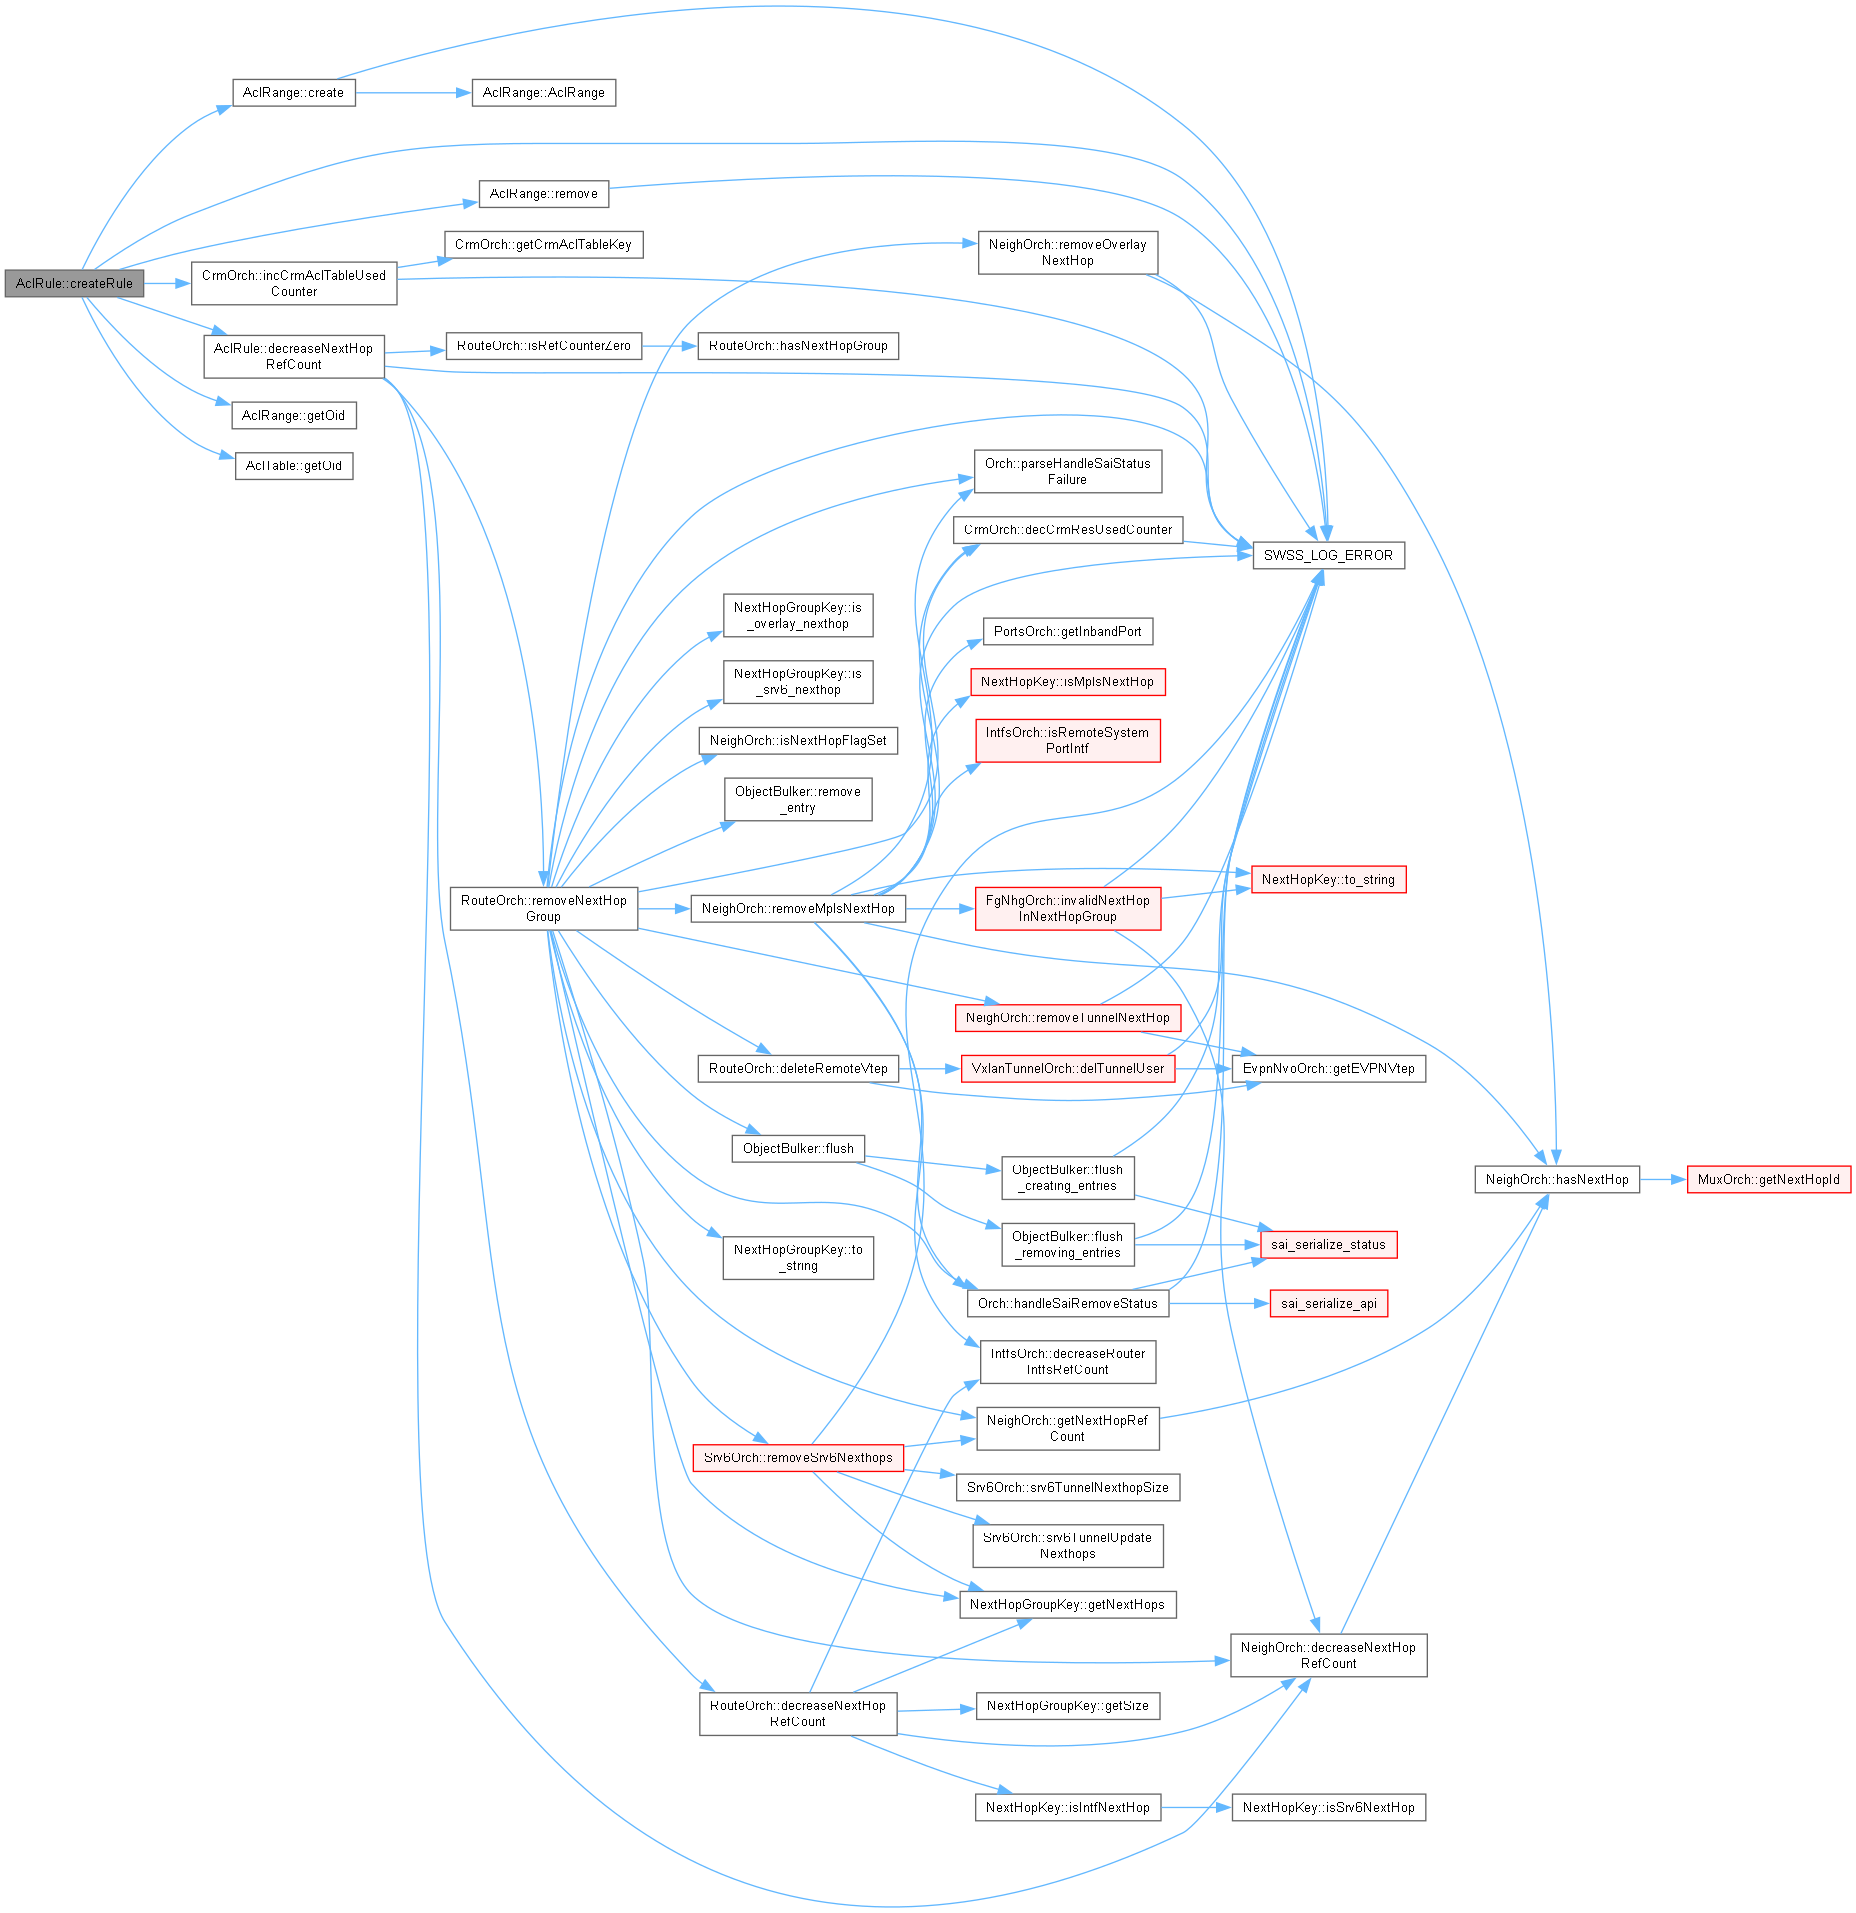 AclRange::create
AclRange::AclRange
AclRange::remove
CrmOrch::getCrmAclTableKey
NeighOrch::removeOverlay
NextHop
AclRule::createRule
CrmOrch::incCrmAclTableUsed
Counter
AclRule::decreaseNextHop
RefCount
RouteOrch::isRefCounterZero
RouteOrch::hasNextHopGroup
AclRange::getOid
AclTable::getOid
Orch::parseHandleSaiStatus
Failure
CrmOrch::decCrmResUsedCounter
SWSS_LOG_ERROR
NextHopGroupKey::is
_overlay_nexthop
PortsOrch::getInbandPort
NextHopGroupKey::is
_srv6_nexthop
NextHopKey::isMplsNextHop
NeighOrch::isNextHopFlagSet
IntfsOrch::isRemoteSystem
PortIntf
ObjectBulker::remove
_entry
NextHopKey::to_string
RouteOrch::removeNextHop
Group
NeighOrch::removeMplsNextHop
FgNhgOrch::invalidNextHop
InNextHopGroup
NeighOrch::removeTunnelNextHop
RouteOrch::deleteRemoteVtep
VxlanTunnelOrch::delTunnelUser
EvpnNvoOrch::getEVPNVtep
ObjectBulker::flush
ObjectBulker::flush
_creating_entries
NeighOrch::hasNextHop
MuxOrch::getNextHopId
ObjectBulker::flush
_removing_entries
sai_serialize_status
NextHopGroupKey::to
_string
Orch::handleSaiRemoveStatus
sai_serialize_api
IntfsOrch::decreaseRouter
IntfsRefCount
NeighOrch::getNextHopRef
Count
Srv6Orch::removeSrv6Nexthops
Srv6Orch::srv6TunnelNexthopSize
Srv6Orch::srv6TunnelUpdate
Nexthops
NextHopGroupKey::getNextHops
NeighOrch::decreaseNextHop
RefCount
RouteOrch::decreaseNextHop
RefCount
NextHopGroupKey::getSize
NextHopKey::isIntfNextHop
NextHopKey::isSrv6NextHop